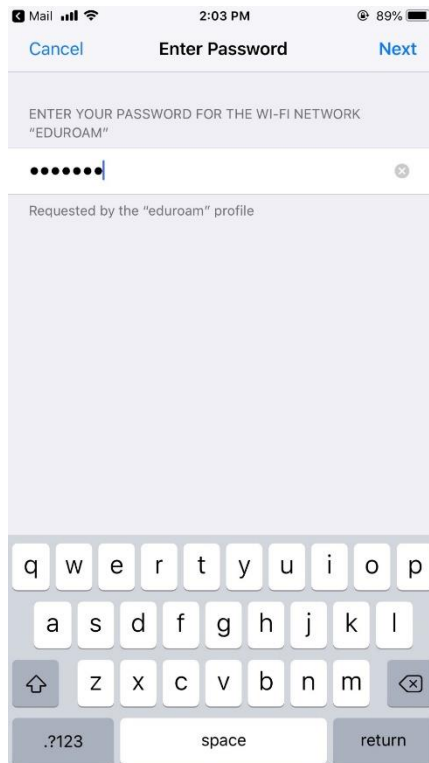 Mail 2:03 PM 89%
Cancel Enter Password Next
ENTER YOUR PASSWORD FOR THE WI-FI NETWORK
“EDUROAM”
•••••••
Requested by the “eduroam” profile
q w e r t y u i o p
a s d f g h j k l
z x c v b n m
.?123 space return